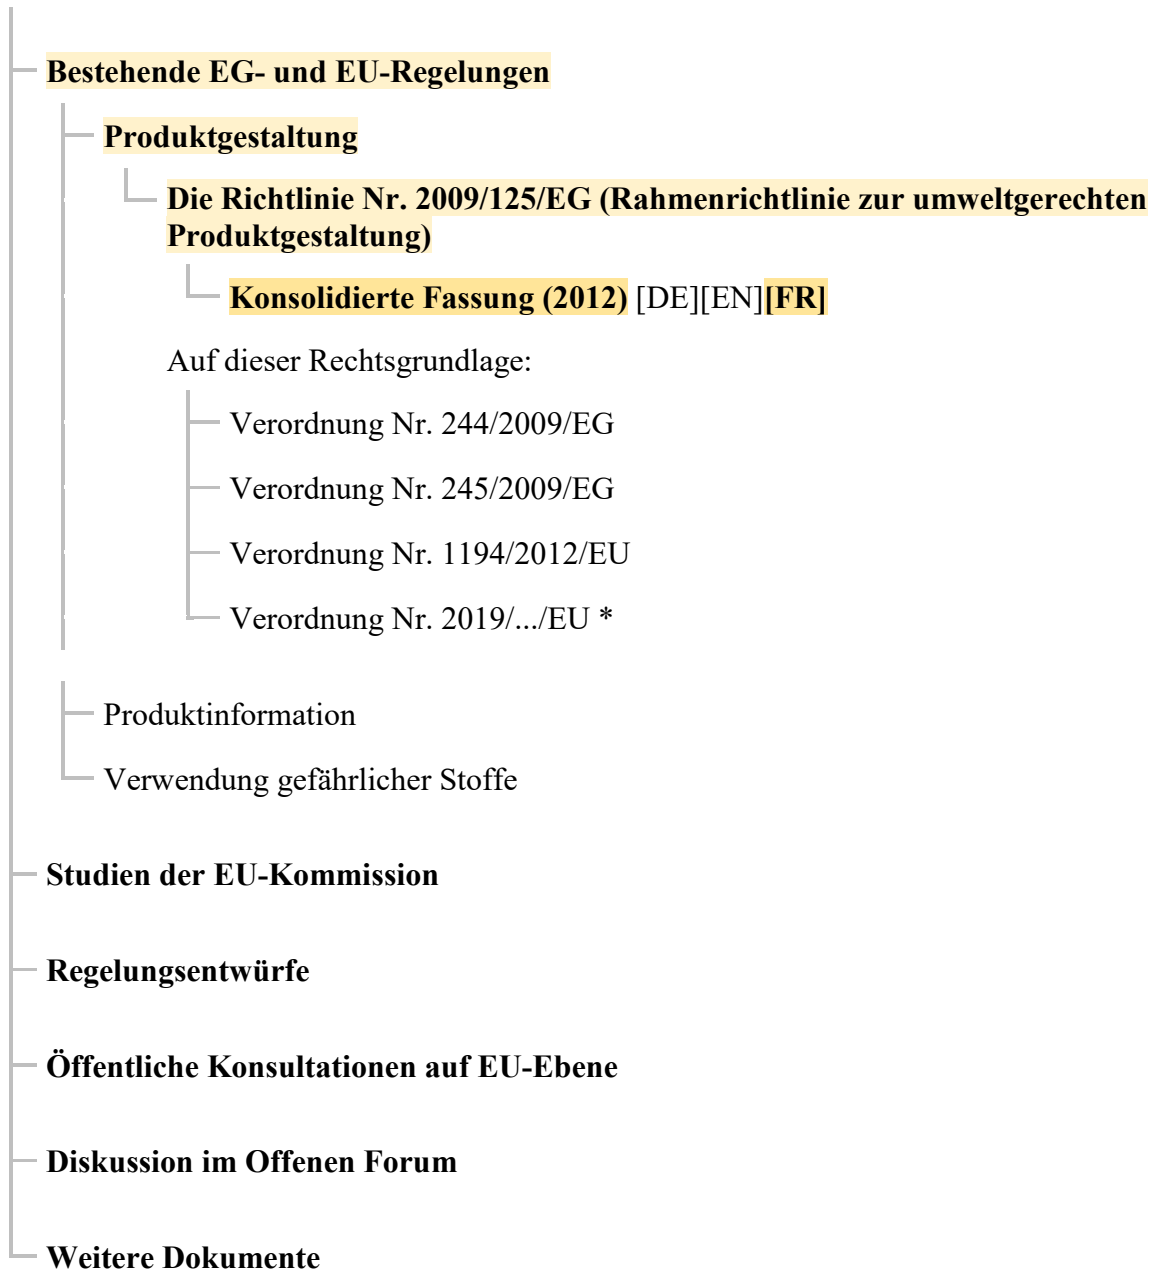 Bestehende EG- und EU-Regelungen
Produktgestaltung
Die Richtlinie Nr. 2009/125/EG (Rahmenrichtlinie zur umweltgerechten
Produktgestaltung)
Konsolidierte Fassung (2012) [DE][EN][FR]
Auf dieser Rechtsgrundlage:
Verordnung Nr. 244/2009/EG
Verordnung Nr. 245/2009/EG
Verordnung Nr. 1194/2012/EU
Verordnung Nr. 2019/.../EU *
Produktinformation
Verwendung gefährlicher Stoffe
Studien der EU-Kommission
Regelungsentwürfe
Öffentliche Konsultationen auf EU-Ebene
Diskussion im Offenen Forum
Weitere Dokumente